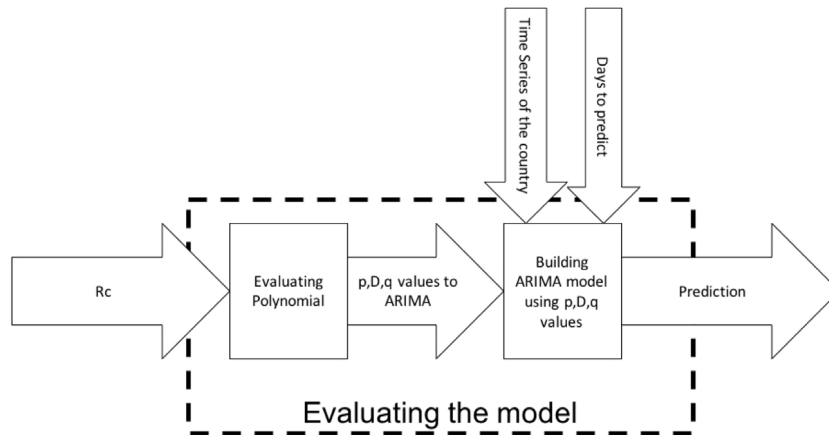 Time Series of the country
Days to predict
Rc
Evaluating
Polynomial
p,D,q values to
ARIMA
Building
ARIMA model
using p,D,q
values
Prediction
Evaluating the model